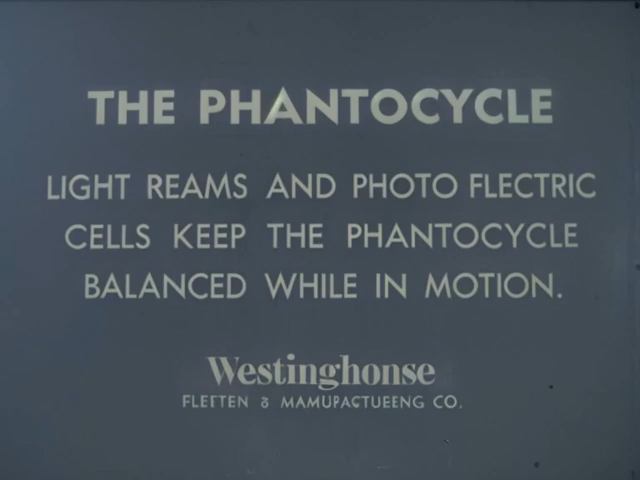 THE PHANTOCYCLE
LIGHT REAMS AND PHOTO FLECTRIC
CELLS KEEP THE PHANTOCYCLE
BALANCED WHILE IN MOTION.
Westinghonse
FLETTEN & MAMUPACTUEENG CO.